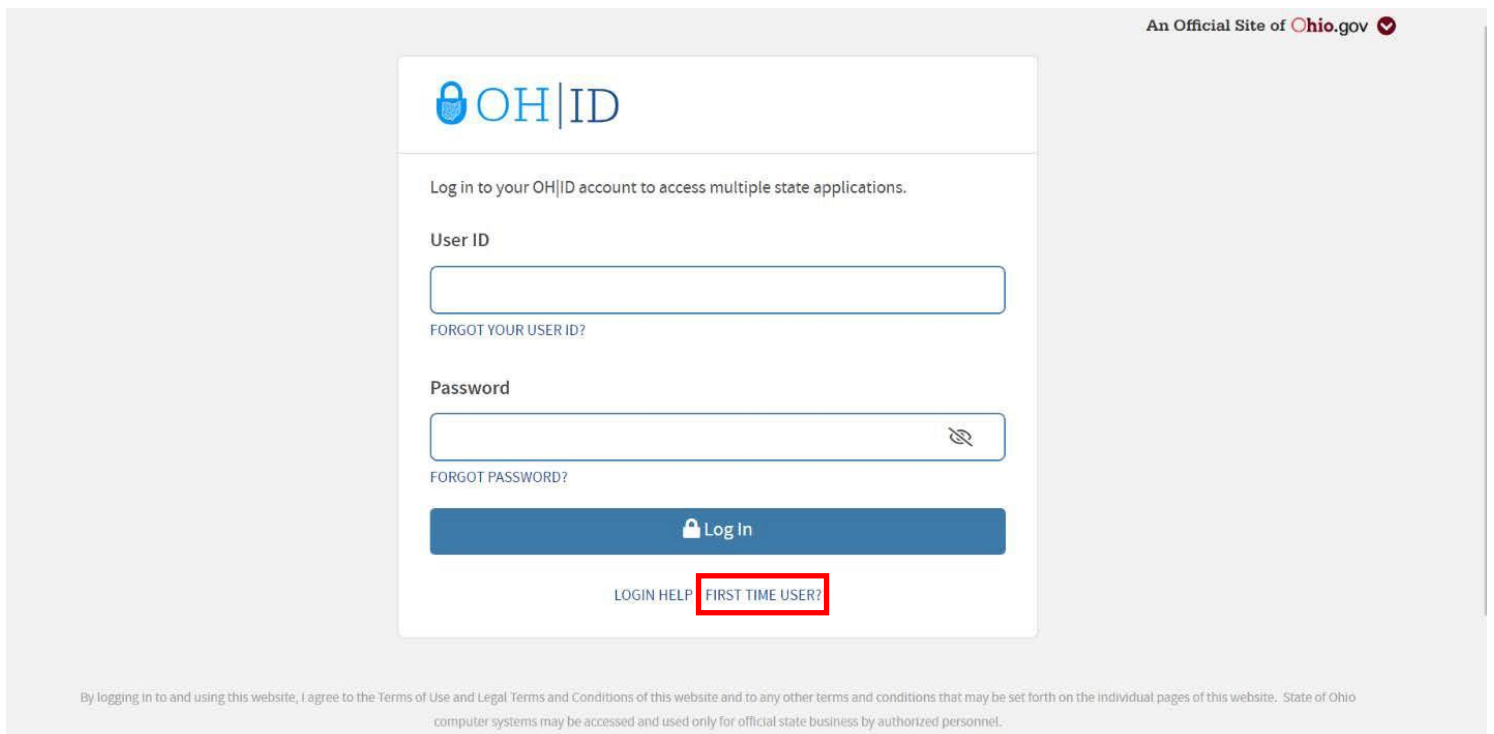 An Official Site of Ohio.gov
OH|ID
Log in to your OH|ID account to access multiple state applications.
User ID
FORGOT YOUR USER ID?
Password
FORGOT PASSWORD?
Log In
LOGIN HELP FIRST TIME USER?
By logging in to and using this website, I agree to the Terms of Use and Legal Terms and Conditions of this website and to any other terms and conditions that may be set forth on the individual pages of this website. State of Ohio
computer systems may be accessed and used only for official state business by authorized personnel.